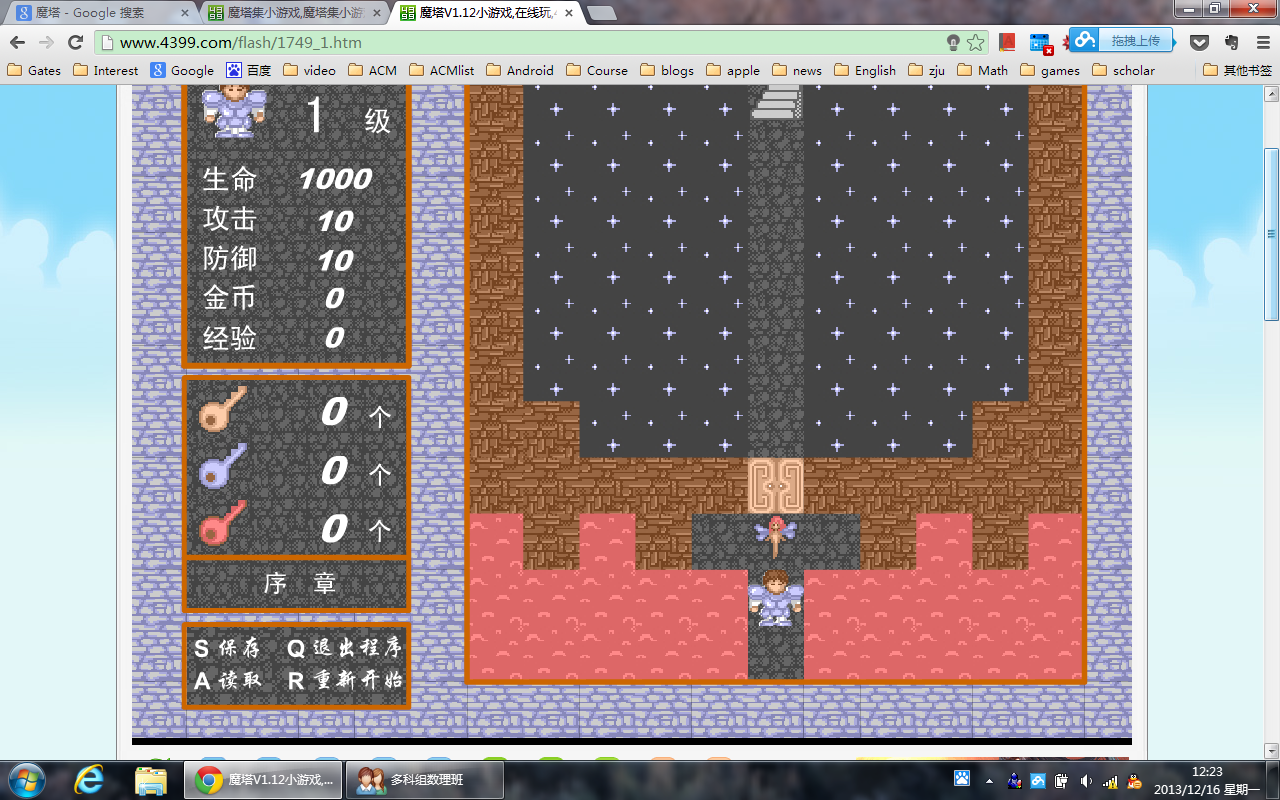 魔塔 - Google 搜索
魔塔集小游戏,魔塔集小游
魔塔V1.12小游戏,在线玩,
www.4399.com/flash/1749_1.htm
拖拽上传
Gates Interest Google 百度 video ACM ACMlist Android Course blogs apple news English zju Math games scholar 其他书签
1 级
生命 1000
攻击 10
防御 10
金币 0
经验 0
0 个
0 个
0 个
序 章
S 保存 Q 退出程序
A 读取 R 重新开始
魔塔V1.12小游戏,...
多科组数理班
12:23
2013/12/16 星期一